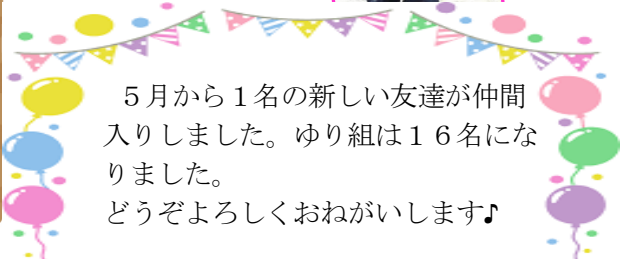 ５月から１名の新しい友達が仲間
入りしました。ゆり組は１６名にな
りました。
どうぞよろしくおねがいします♪